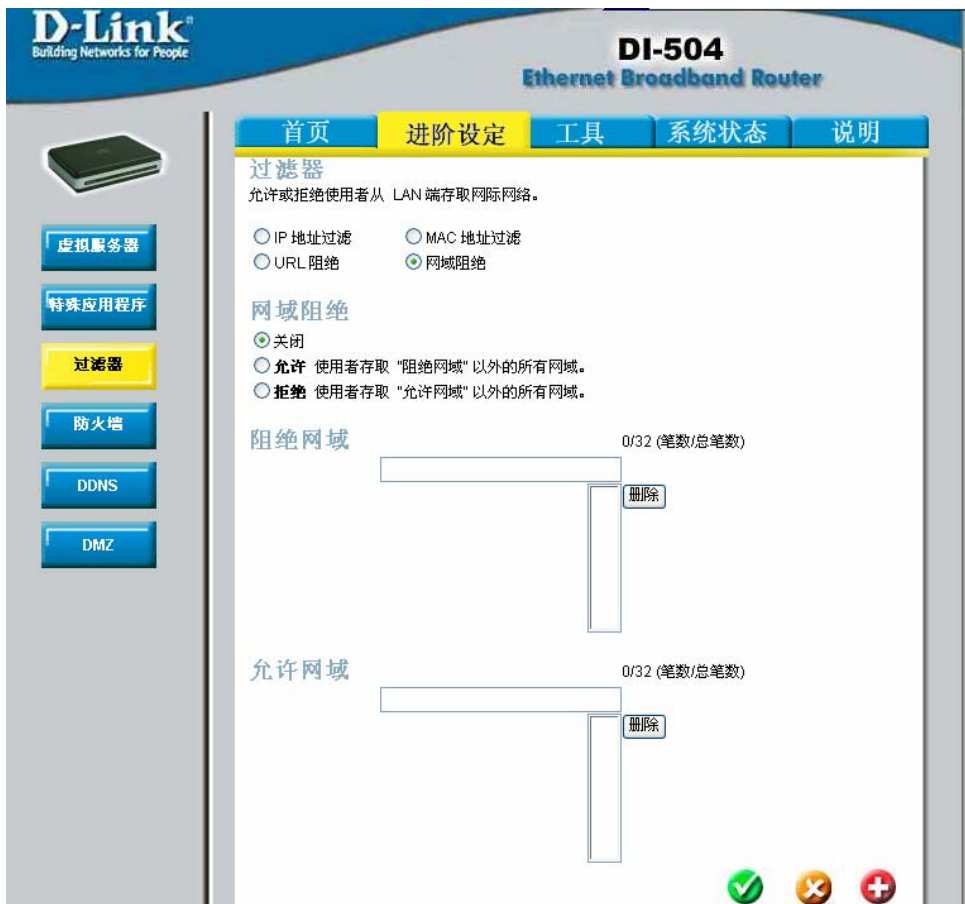 D-Link
Building Networks for People
DI-504
Ethernet Broadband Router
首页 进阶设定 工具 系统状态 说明
虚拟服务器
特殊应用程序
过滤器
防火墙
DDNS
DMZ
过滤器
允许或拒绝使用者从 LAN 端存取网际网络。
IP 地址过滤 MAC 地址过滤
URL 阻绝 网域阻绝
网域阻绝
关闭
允许 使用者存取 "阻绝网域" 以外的所有网域。
拒绝 使用者存取 "允许网域" 以外的所有网域。
阻绝网域 0/32 (笔数/总笔数)
删除
允许网域 0/32 (笔数/总笔数)
删除